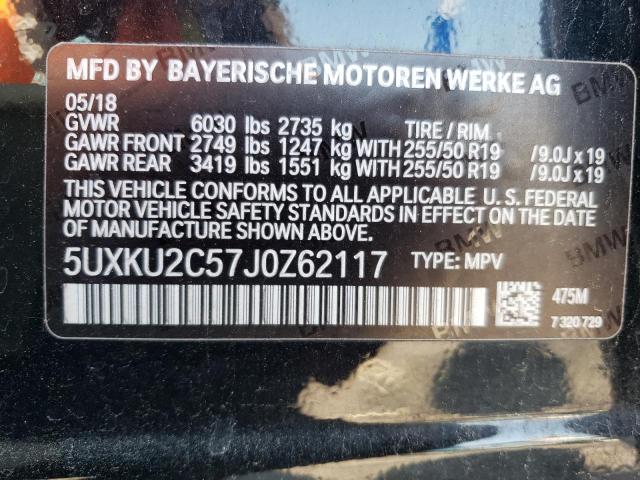 MFD BY BAYERISCHE MOTOREN WERKE AG
05/18
GVWR 6030 lbs 2735 kg TIRE / RIM
GAWR FRONT 2749 lbs 1247 kg WITH 255/50 R19 /9.0J x 19
GAWR REAR 3419 lbs 1551 kg WITH 255/50 R19 /9.0J x 19
THIS VEHICLE CONFORMS TO ALL APPLICABLE U. S. FEDERAL
MOTOR VEHICLE SAFETY STANDARDS IN EFFECT ON THE DATE
OF MANUFACTURE SHOWN ABOVE.
5UXKU2C57J0Z62117 TYPE: MPV
475M
7 320 729